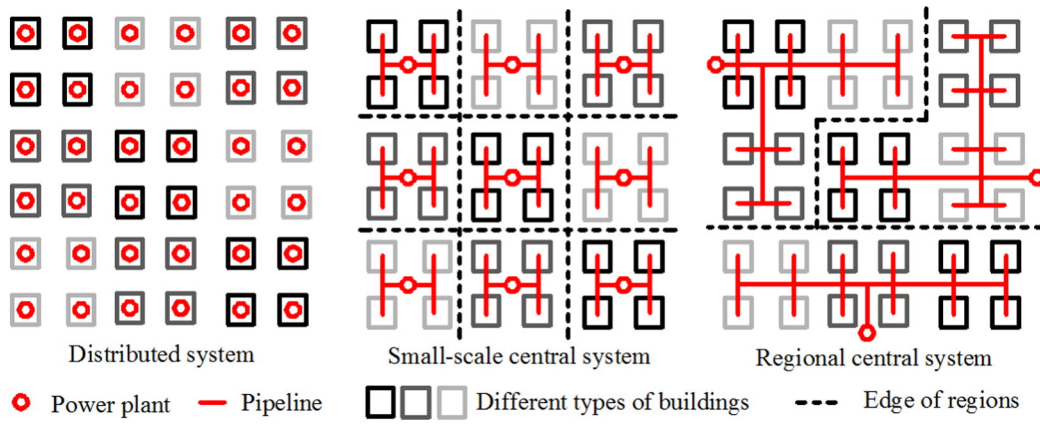 Distributed system
Small-scale central system
Regional central system
Power plant
Pipeline
Different types of buildings
Edge of regions